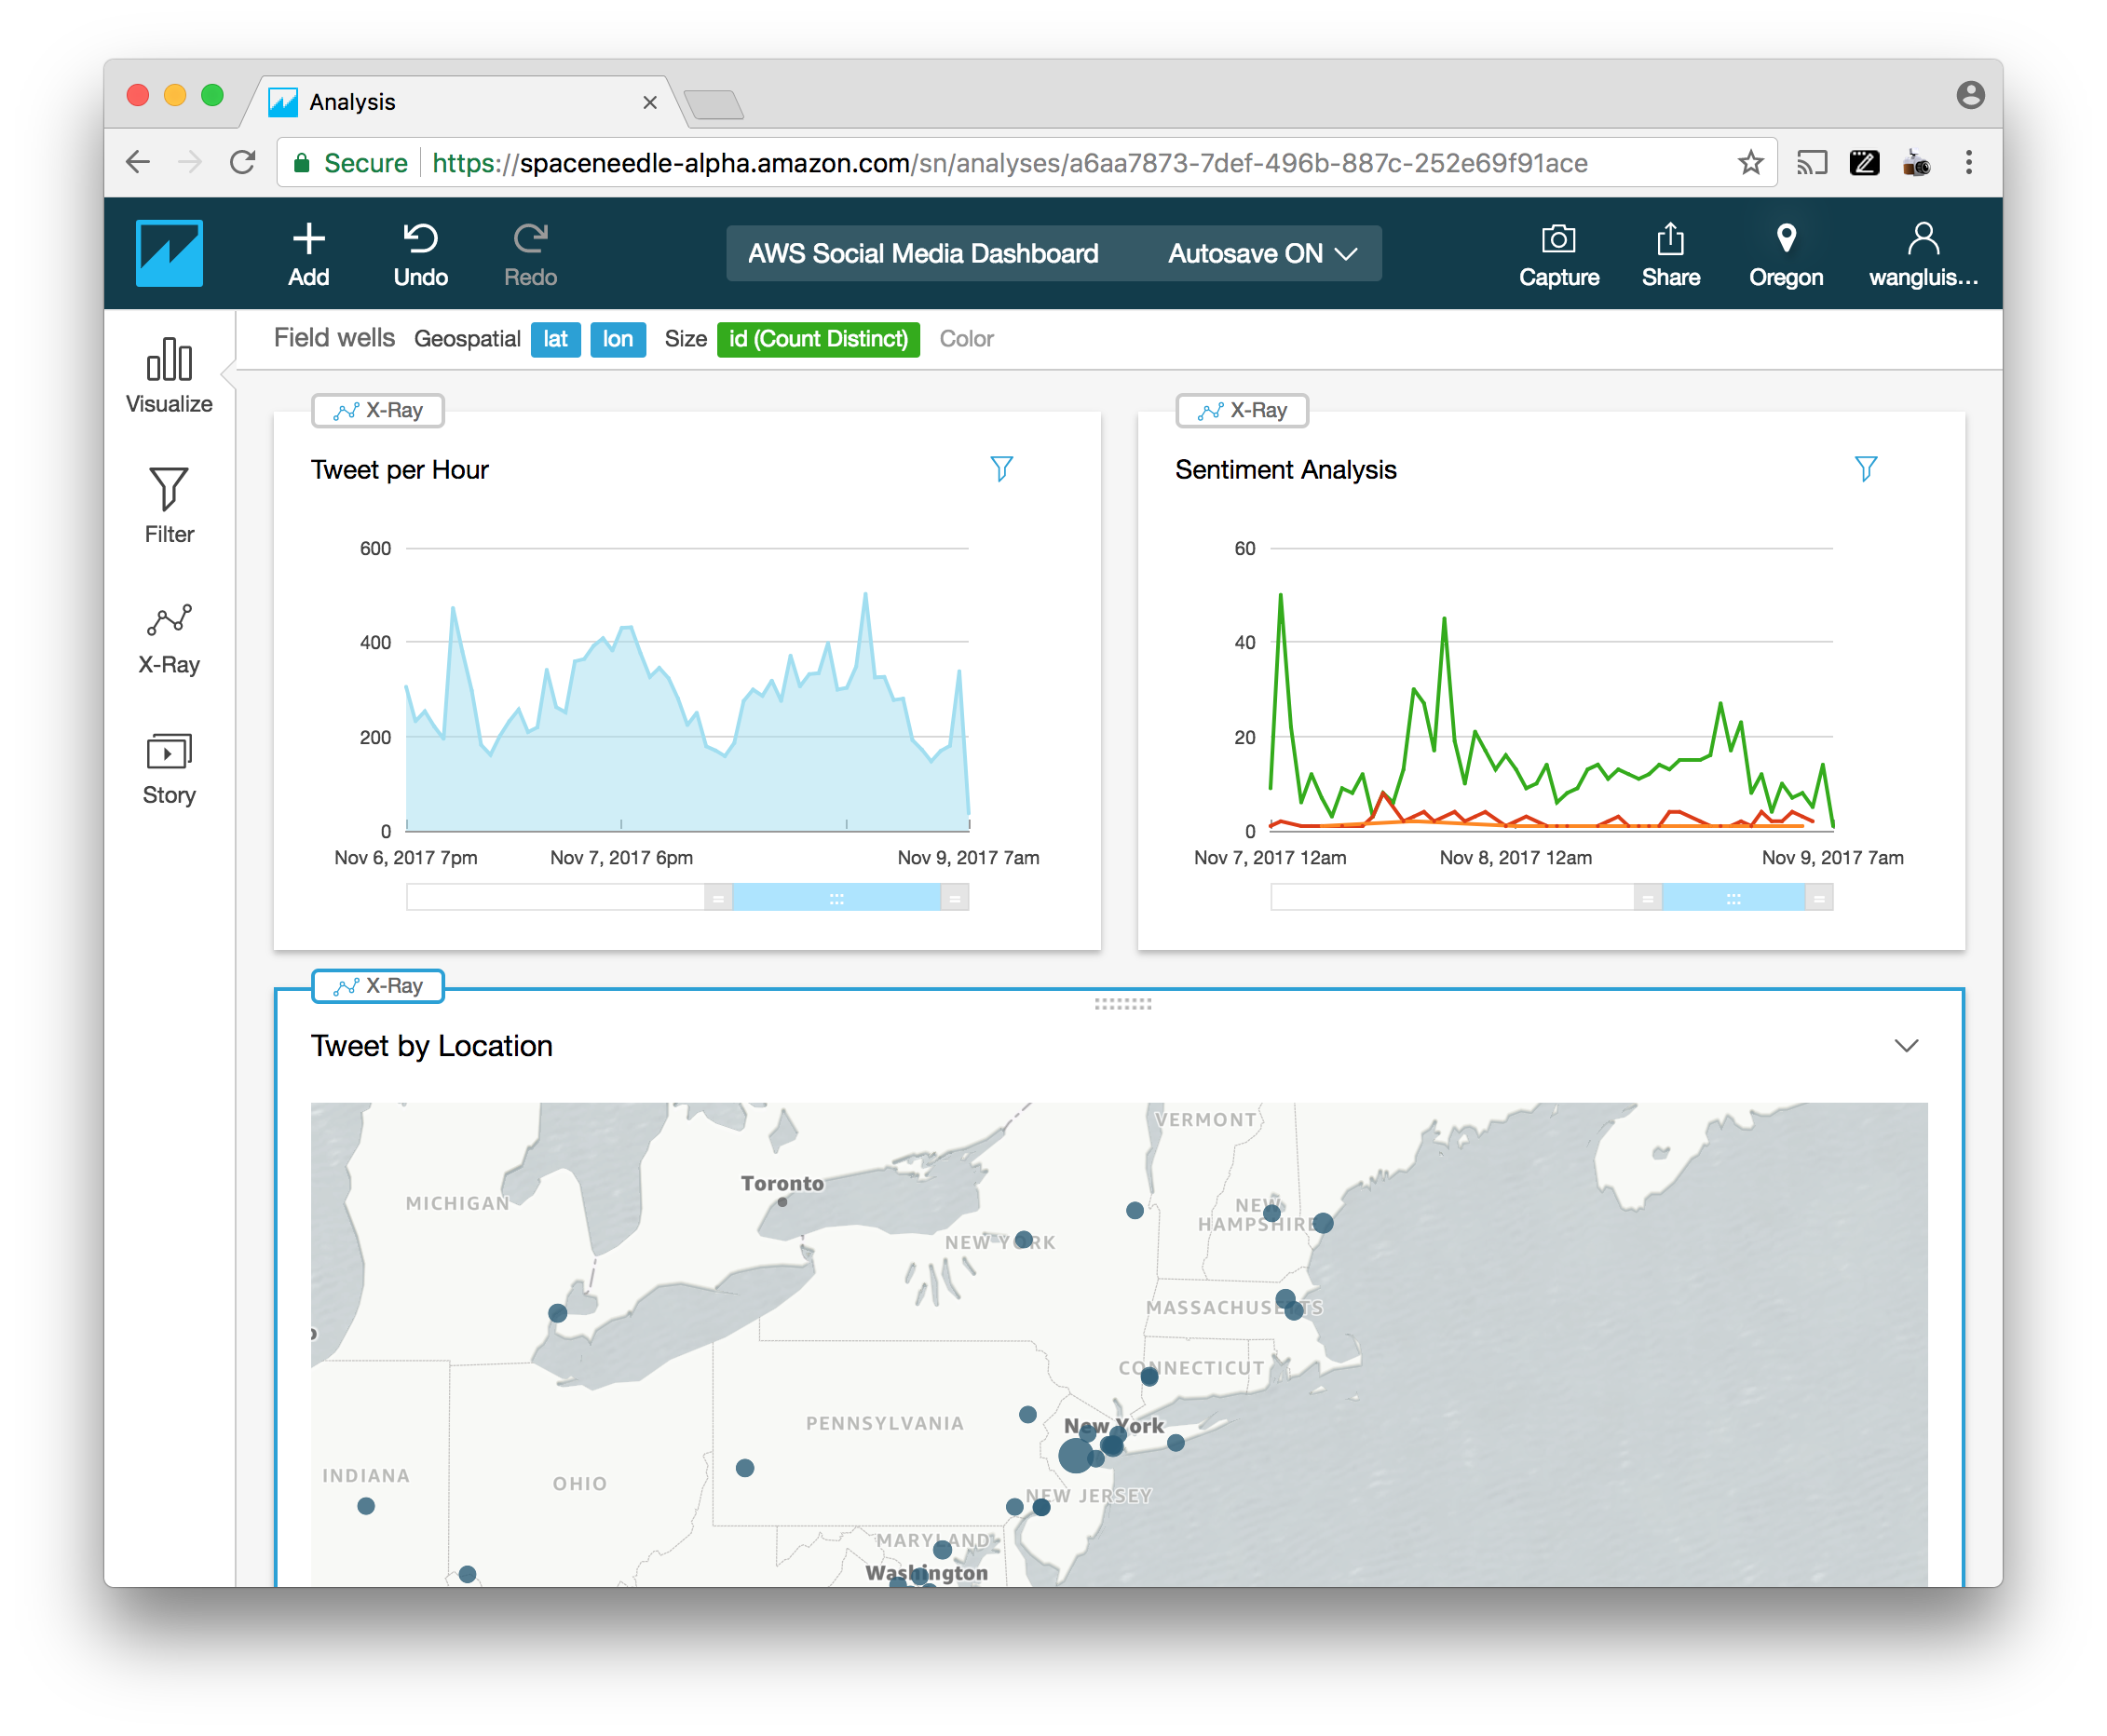 Analysis
Secure https://spaceneedle-alpha.amazon.com/sn/analyses/a6aa7873-7def-496b-887c-252e69f91ace
Add Undo Redo AWS Social Media Dashboard Autosave ON Capture Share Oregon wangluis...
Field wells Geospatial lat lon Size id (Count Distinct) Color
Visualize
Filter
X-Ray
Story
X-Ray
Tweet per Hour
600
400
200
0
Nov 6, 2017 7pm Nov 7, 2017 6pm Nov 9, 2017 7am
X-Ray
Sentiment Analysis
60
40
20
0
Nov 7, 2017 12am Nov 8, 2017 12am Nov 9, 2017 7am
X-Ray
Tweet by Location
VERMONT
Toronto
MICHIGAN
NEW
HAMPSHIRE
NEW YORK
MASSACHUSETTS
CONNECTICUT
PENNSYLVANIA
New York
INDIANA
OHIO
NEW JERSEY
MARYLAND
Washington